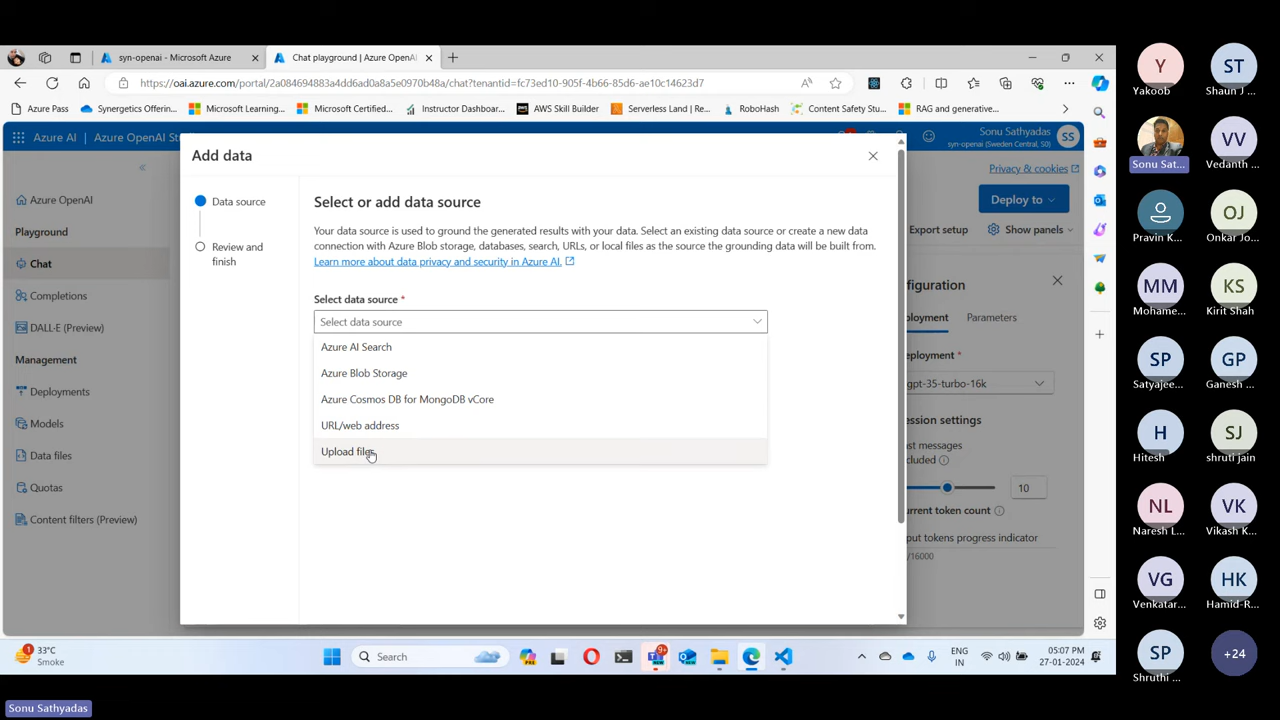 syn-openai - Microsoft Azure
Chat playground | Azure OpenAI
https://oai.azure.com/portal/2a084694883a4dd6ad0a8a5e0970b48a/chat?tenantid=fc73ed10-905f-4b66-85d6-ae10c14623d7
Azure Pass
Synergetics Offerin...
Microsoft Learning...
Microsoft Certified...
Instructor Dashboar...
AWS Skill Builder
Serverless Land | Re...
RoboHash
Content Safety Stu...
RAG and generative...
Azure AI | Azure OpenAI St
Sonu Sathyadas
syn-openai (Sweden Central, S0)
SS
Privacy & cookies
Deploy to
Export setup
Show panels
Azure OpenAI
Playground
Chat
Completions
DALL-E (Preview)
Management
Deployments
Models
Data files
Quotas
Content filters (Preview)
Add data
Data source
Review and
finish
Select or add data source
Your data source is used to ground the generated results with your data. Select an existing data source or create a new data
connection with Azure Blob storage, databases, search, URLs, or local files as the source the grounding data will be built from.
Learn more about data privacy and security in Azure AI.
Select data source *
Select data source
Azure AI Search
Azure Blob Storage
Azure Cosmos DB for MongoDB vCore
URL/web address
Upload files
nfiguration
ployment
Parameters
eployment *
gpt-35-turbo-16k
ession settings
ast messages
cluded
10
urrent token count
put tokens progress indicator
/16000
1
33°C
Smoke
Search
PRE
NEW
9+
NEW
ENG
IN
05:07 PM
27-01-2024
Y
Yakoob
ST
Shaun J ...
Sonu Sat...
VV
Vedanth ...
Pravin K...
OJ
Onkar Jo...
MM
Mohame...
KS
Kirit Shah
SP
Satyajee...
GP
Ganesh ...
H
Hitesh
SJ
shruti jain
NL
Naresh L...
VK
Vikash K...
VG
Venkatar...
HK
Hamid-R...
SP
Shruthi ...
+24
Sonu Sathyadas